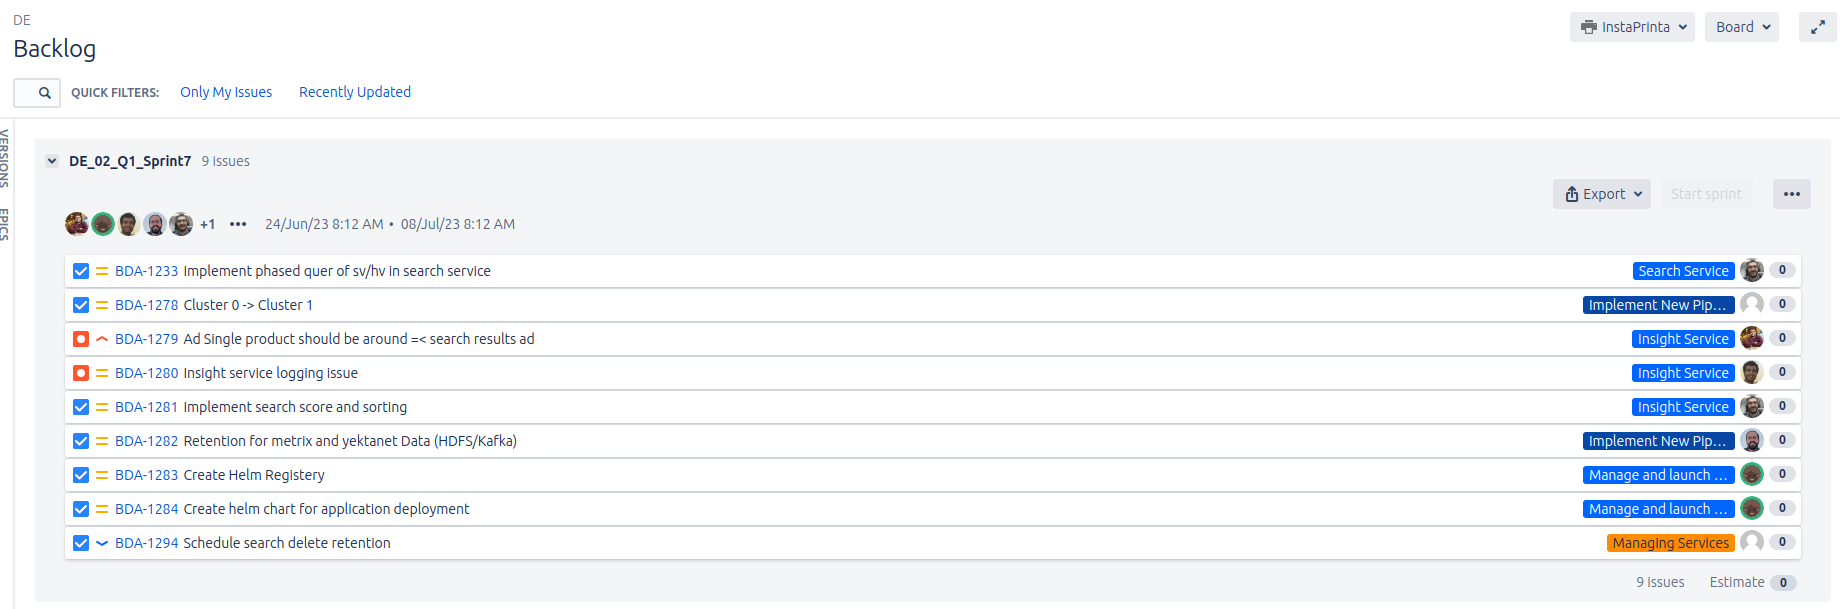 DE
InstaPrinta
Board
Backlog
QUICK FILTERS: Only My Issues Recently Updated
VERSIONS
EPICS
DE_02_Q1_Sprint7 9 issues
Export Start sprint
+1 24/Jun/23 8:12 AM • 08/Jul/23 8:12 AM
BDA-1233 Implement phased quer of sv/hv in search service Search Service 0
BDA-1278 Cluster 0 -> Cluster 1 Implement New Pip... 0
BDA-1279 Ad Single product should be around =< search results ad Insight Service 0
BDA-1280 Insight service logging issue Insight Service 0
BDA-1281 Implement search score and sorting Insight Service 0
BDA-1282 Retention for metrix and yektanet Data (HDFS/Kafka) Implement New Pip... 0
BDA-1283 Create Helm Registery Manage and launch ... 0
BDA-1284 Create helm chart for application deployment Manage and launch ... 0
BDA-1294 Schedule search delete retention Managing Services 0
9 issues Estimate 0